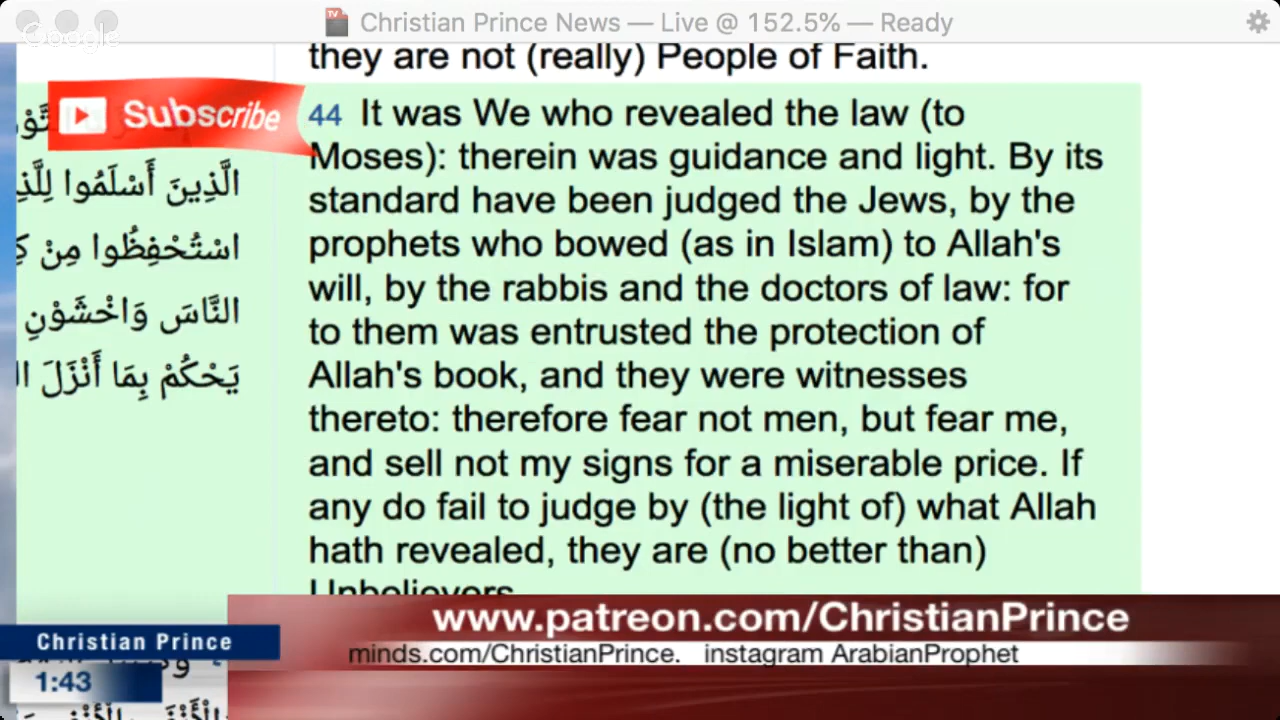 Christian Prince News — Live @ 152.5% — Ready
Google
they are not (really) People of Faith.
Subscribe
44 It was We who revealed the law (to
Moses): therein was guidance and light. By its
standard have been judged the Jews, by the
prophets who bowed (as in Islam) to Allah's
will, by the rabbis and the doctors of law: for
to them was entrusted the protection of
Allah's book, and they were witnesses
thereto: therefore fear not men, but fear me,
and sell not my signs for a miserable price. If
any do fail to judge by (the light of) what Allah
hath revealed, they are (no better than)
Unbelievers
الَّذِينَ أَسْلَمُوا
اسْتُحْفِظُوا مِنْ
النَّاسَ وَاخْشَوْنِ
يَحْكُمْ بِمَا أَنْزَلَ
www.patreon.com/ChristianPrince
Christian Prince
minds.com/ChristianPrince. instagram ArabianProphet
1:43